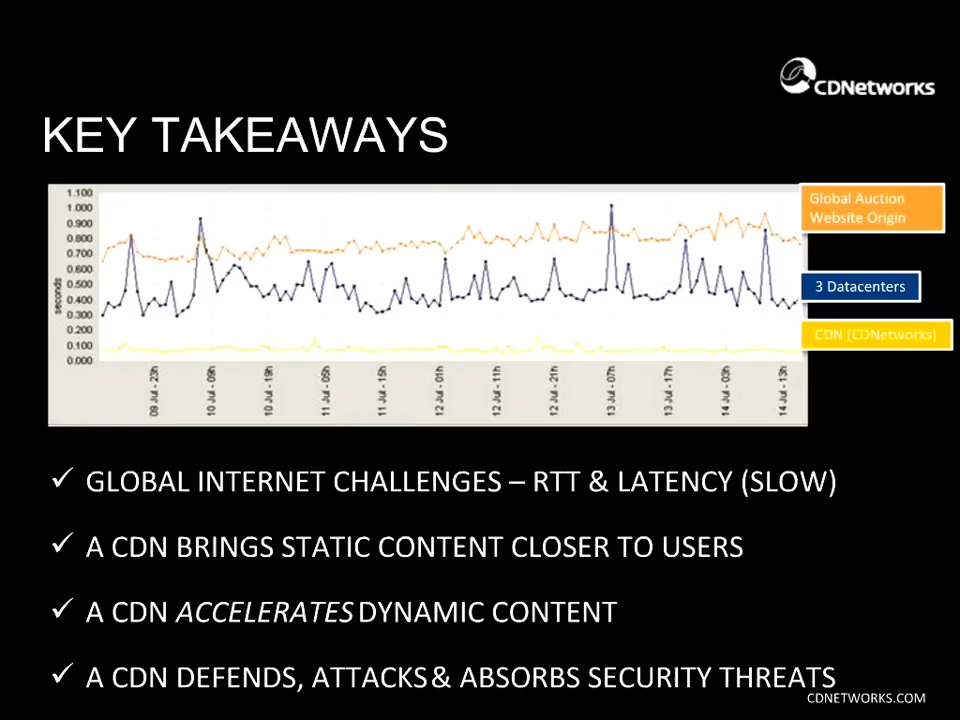 CDNetworks
KEY TAKEAWAYS
1.100
1.000
0.900
0.800
0.700
0.600
0.500
0.400
0.300
0.200
0.100
0.000
seconds
09 Jul - 23h
10 Jul - 09h
10 Jul - 19h
11 Jul - 05h
11 Jul - 15h
12 Jul - 01h
12 Jul - 11h
12 Jul - 21h
13 Jul - 07h
13 Jul - 17h
14 Jul - 03h
14 Jul - 13h
Global Auction
Website Origin
3 Datacenters
CDN (CDNetworks)
✓ GLOBAL INTERNET CHALLENGES – RTT & LATENCY (SLOW)
✓ A CDN BRINGS STATIC CONTENT CLOSER TO USERS
✓ A CDN ACCELERATES DYNAMIC CONTENT
✓ A CDN DEFENDS, ATTACKS & ABSORBS SECURITY THREATS
CDNETWORKS.COM